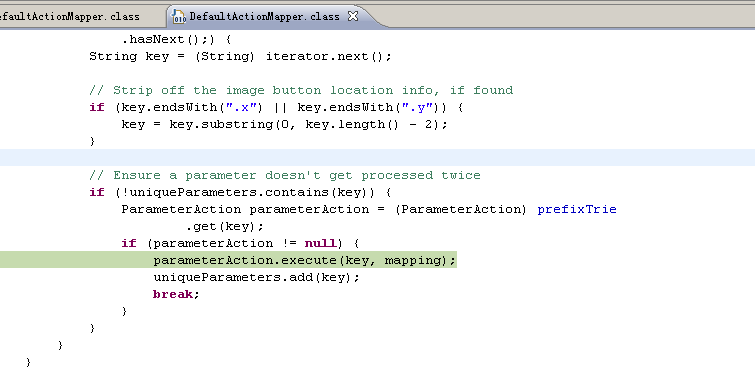 efaultActionMapper.class DefaultActionMapper.class
.hasNext();) {
String key = (String) iterator.next();
// Strip off the image button location info, if found
if (key.endsWith(".x") || key.endsWith(".y")) {
key = key.substring(0, key.length() - 2);
}
// Ensure a parameter doesn't get processed twice
if (!uniqueParameters.contains(key)) {
ParameterAction parameterAction = (ParameterAction) prefixTrie
.get(key);
if (parameterAction != null) {
parameterAction.execute(key, mapping);
uniqueParameters.add(key);
break;
}
}
}
}